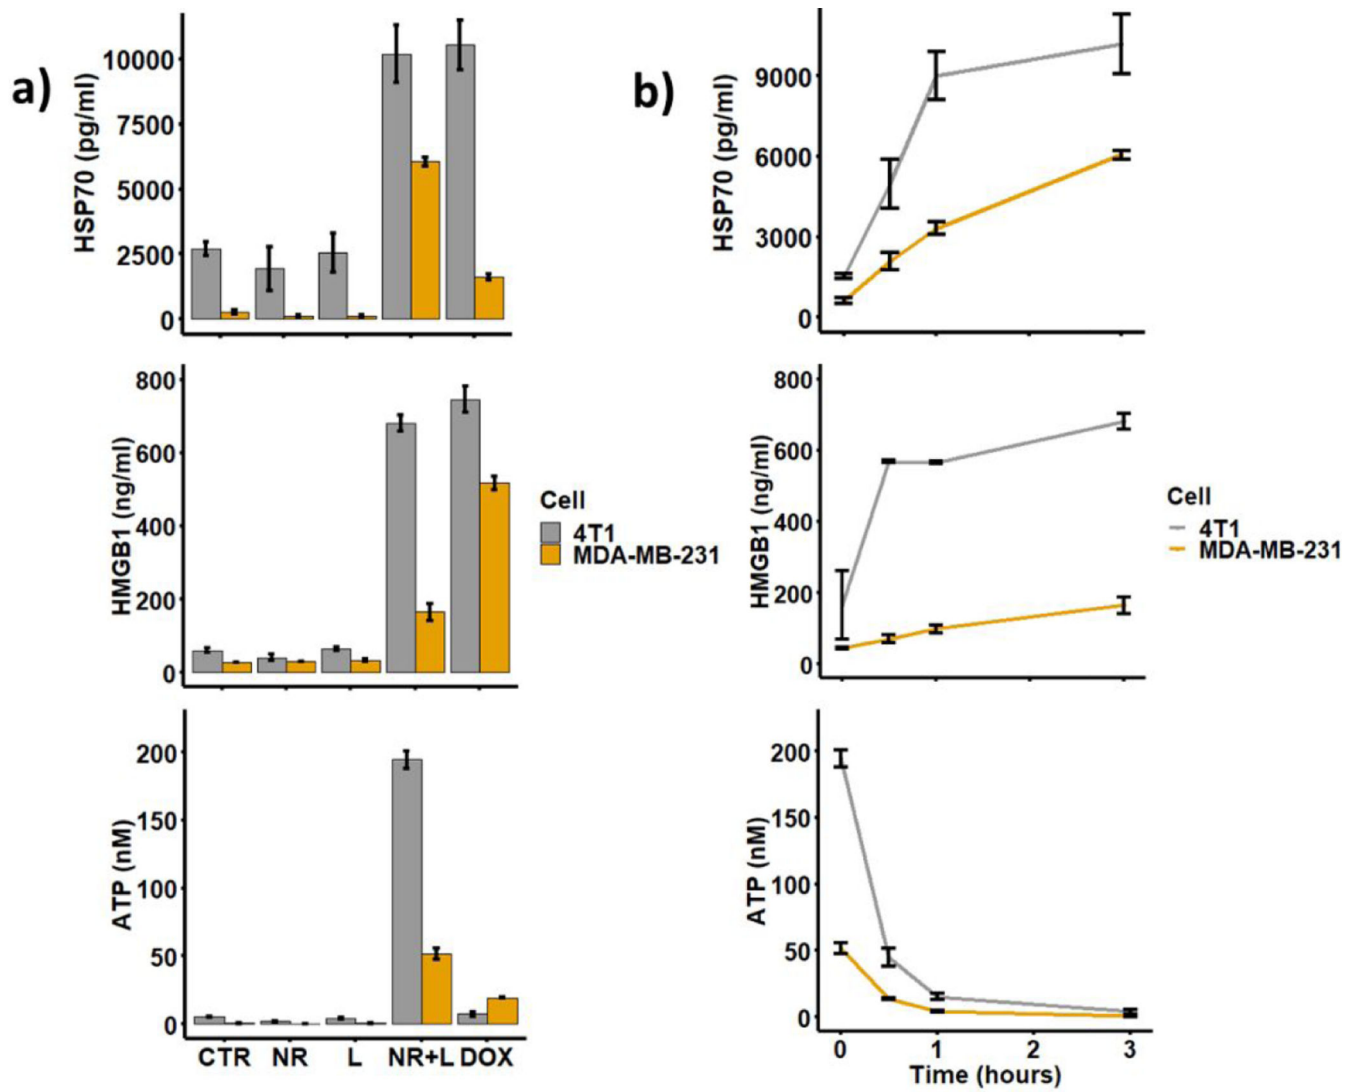 a)
HSP70 (pg/ml)
10000
7500
5000
2500
0
HMGB1 (ng/ml)
800
600
400
200
0
ATP (nM)
200
150
100
50
0
CTR NR L NR+L DOX
Cell
4T1
MDA-MB-231
b)
HSP70 (pg/ml)
9000
6000
3000
0
HMGB1 (ng/ml)
800
600
400
200
0
ATP (nM)
200
150
100
50
0
0 1 2 3
Time (hours)
Cell
4T1
MDA-MB-231